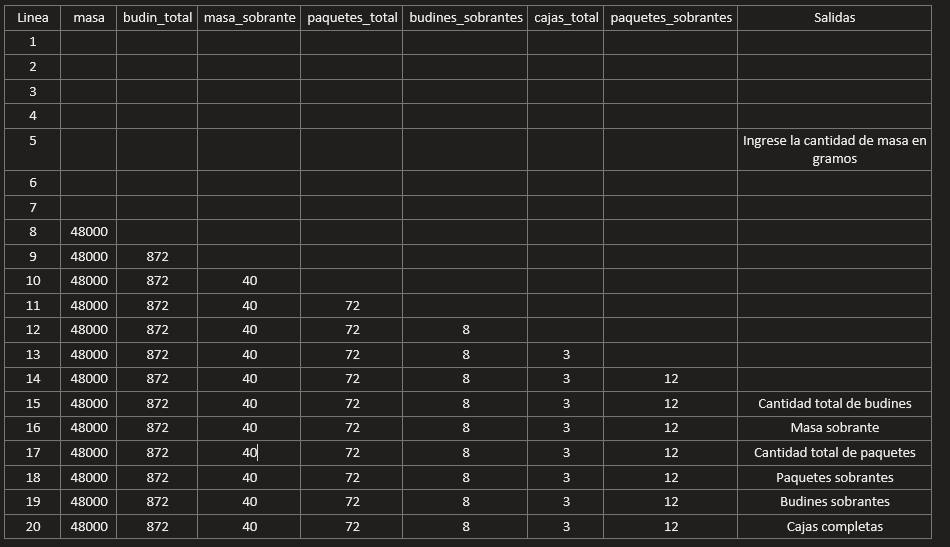 Linea masa budin_total masa_sobrante paquetes_total budines_sobrantes cajas_total paquetes_sobrantes Salidas
1
2
3
4
5 Ingrese la cantidad de masa en
gramos
6
7
8 48000
9 48000 872
10 48000 872 40
11 48000 872 40 72
12 48000 872 40 72 8
13 48000 872 40 72 8 3
14 48000 872 40 72 8 3 12
15 48000 872 40 72 8 3 12 Cantidad total de budines
16 48000 872 40 72 8 3 12 Masa sobrante
17 48000 872 40 72 8 3 12 Cantidad total de paquetes
18 48000 872 40 72 8 3 12 Paquetes sobrantes
19 48000 872 40 72 8 3 12 Budines sobrantes
20 48000 872 40 72 8 3 12 Cajas completas